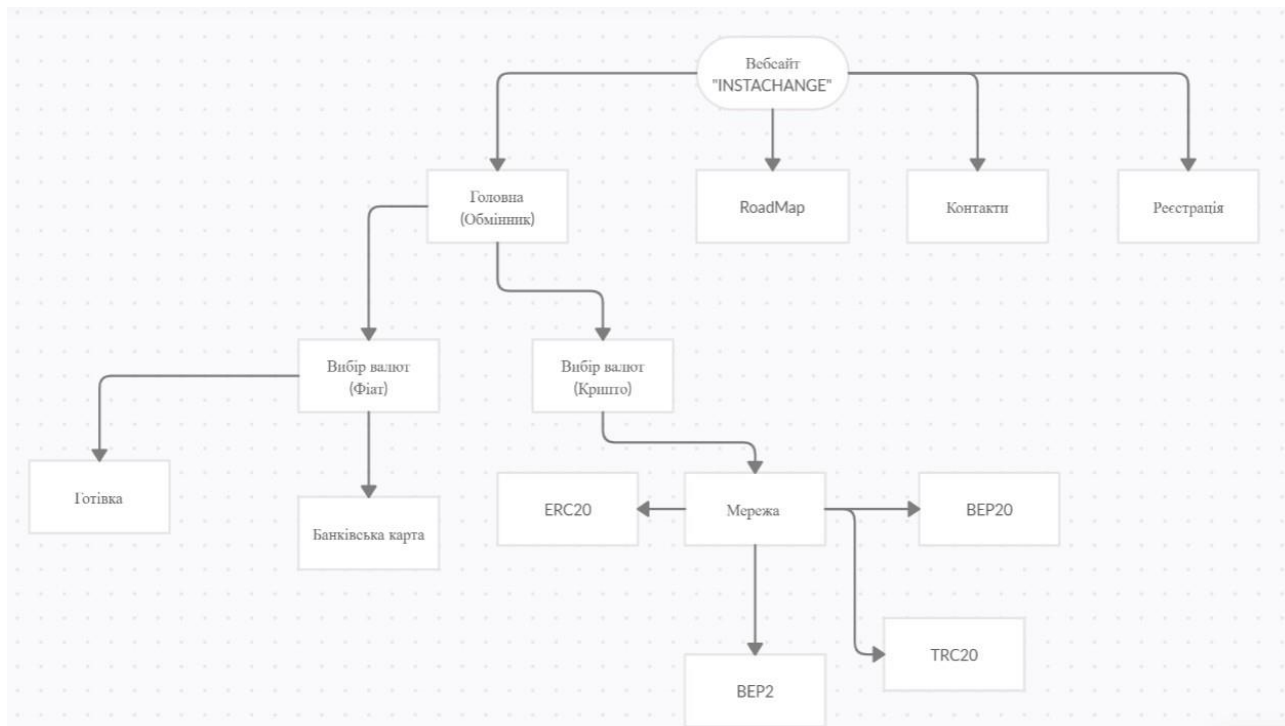 Вебсайт
"INSTACHANGE"
Головна
(Обмінник)
RoadMap
Контакти
Реєстрація
Вибір валют
(Фіат)
Вибір валют
(Крипто)
Готівка
Банківська карта
ERC20
Мережа
BEP20
TRC20
BEP2